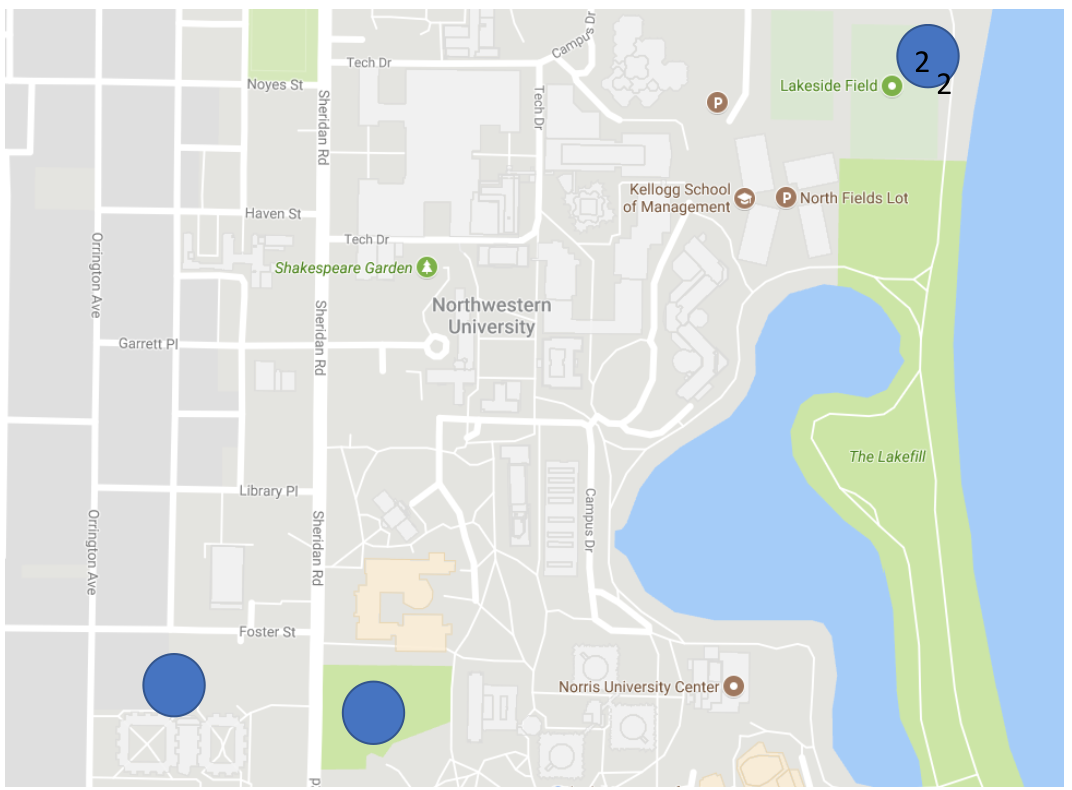 Campus Dr
Tech Dr
2
2
Lakeside Field
Noyes St
P
Sheridan Rd
Tech Dr
Kellogg School
of Management
P
North Fields Lot
Haven St
Orrington Ave
Tech Dr
Shakespeare Garden
Northwestern
University
Sheridan Rd
Garrett Pl
The Lakefill
Library Pl
Campus Dr
Orrington Ave
Sheridan Rd
Foster St
Norris University Center